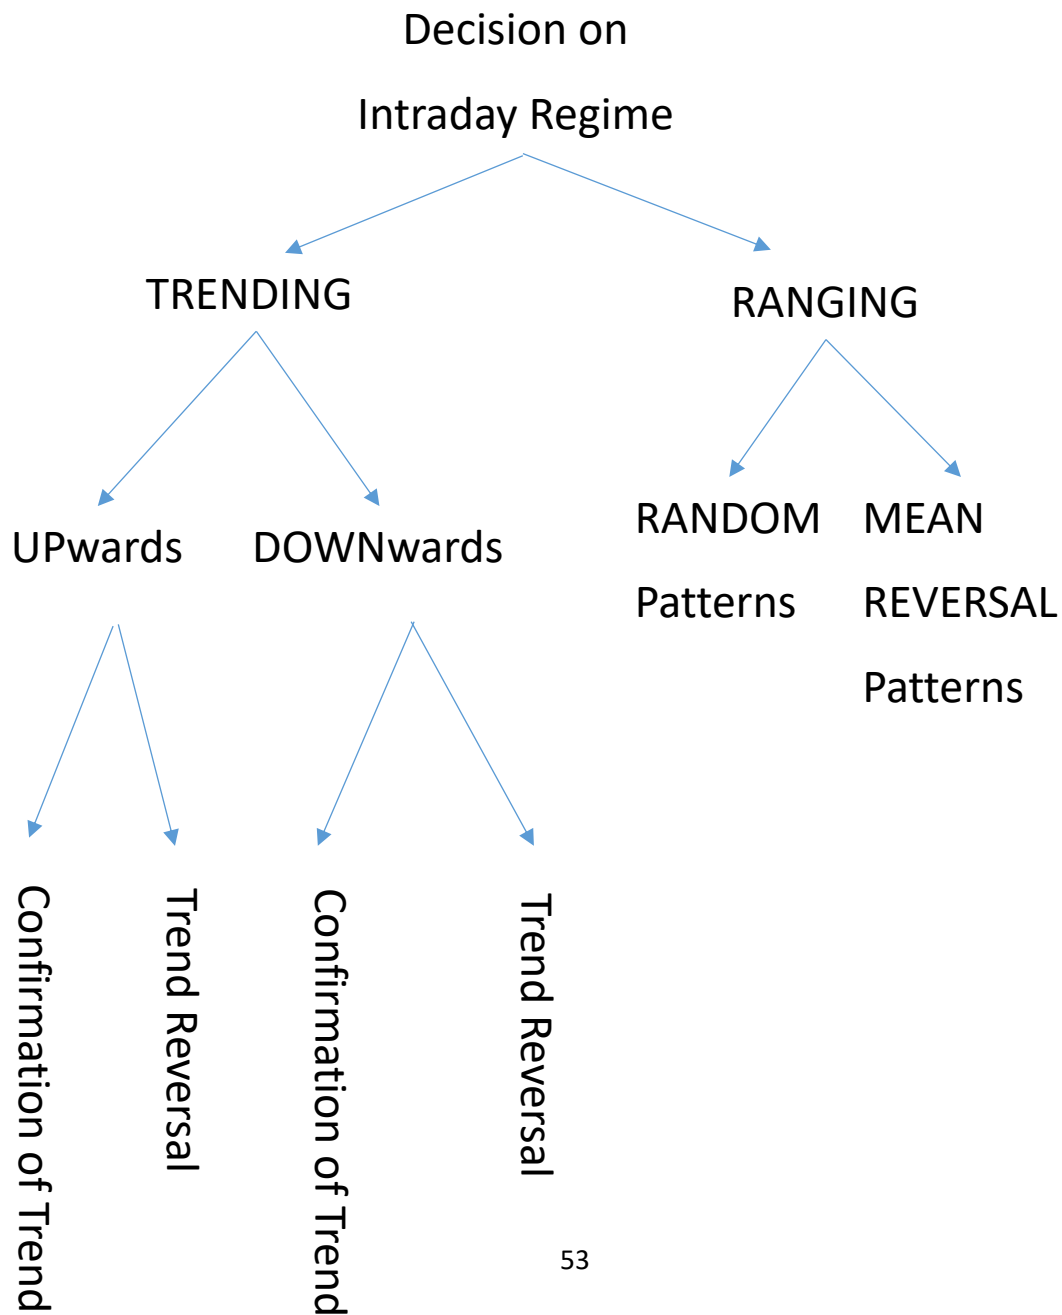 Decision on
Intraday Regime
TRENDING
RANGING
UPwards
DOWNwards
RANDOM
Patterns
MEAN
REVERSAL
Patterns
Confirmation of Trend
Trend Reversal
Confirmation of Trend
Trend Reversal
53